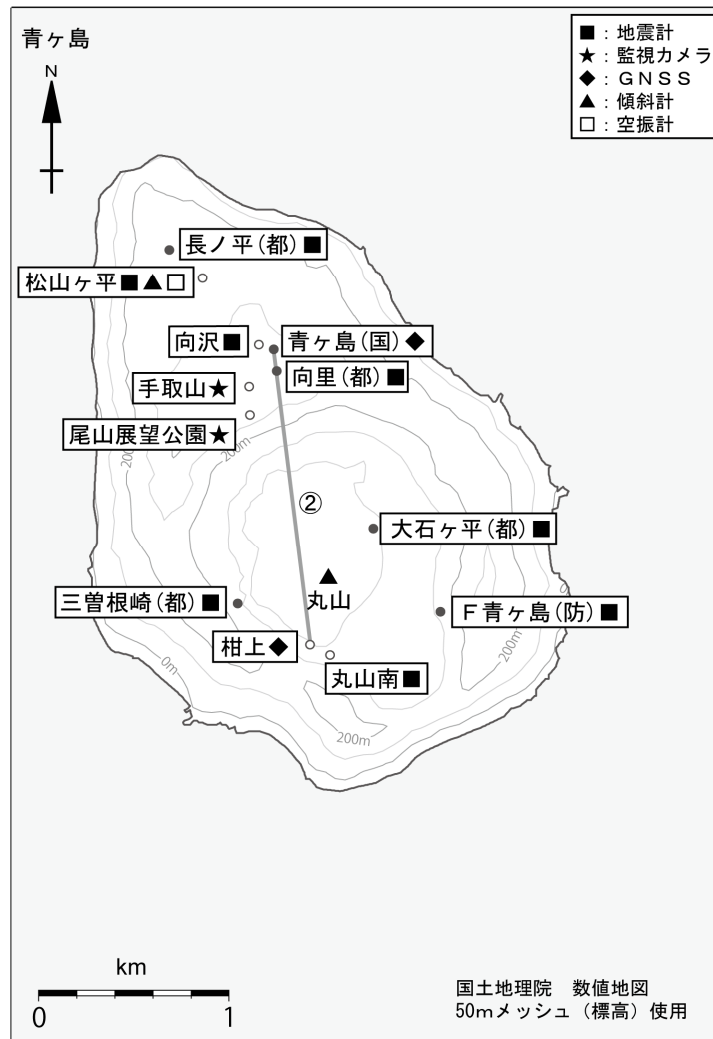 青ヶ島
N
■：地震計
★：監視カメラ
◆：ＧＮＳＳ
▲：傾斜計
□：空振計
長ノ平(都)■
松山ヶ平■▲□
向沢■
青ヶ島(国)◆
向里(都)■
手取山★
尾山展望公園★
200m
200m
②
大石ヶ平(都)■
丸山
三曽根崎(都)■
Ｆ青ヶ島(防)■
柑上◆
丸山南■
0m
200m
200m
km
0 1
国土地理院　数値地図
50mメッシュ（標高）使用